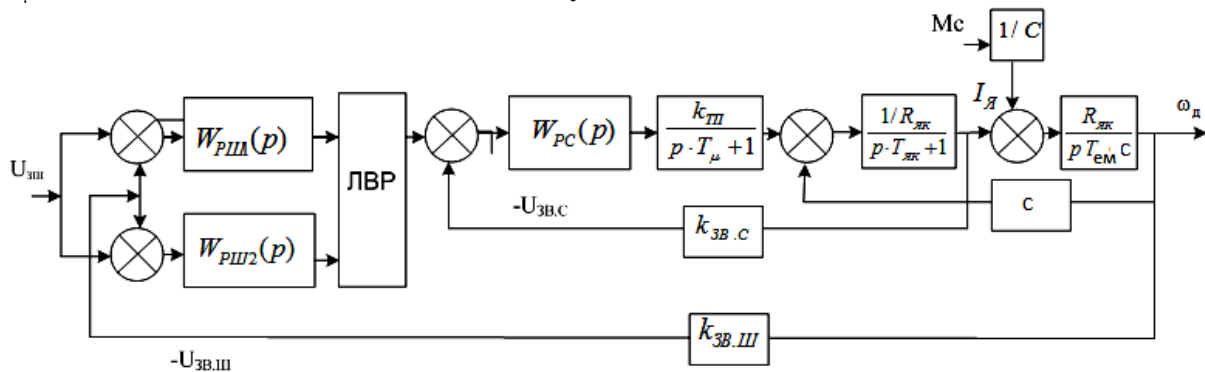 Mc
1/ C
I_Я
ω_д
U_зш
W_РШ1(p)
W_РШ2(p)
ЛВР
W_РС(p)
k_ТП
p · T_μ + 1
1/R_як
p · T_як + 1
R_як
p T_ем C
c
-U_ЗВ.С
k_ЗВ.С
k_ЗВ.Ш
-U_ЗВ.Ш